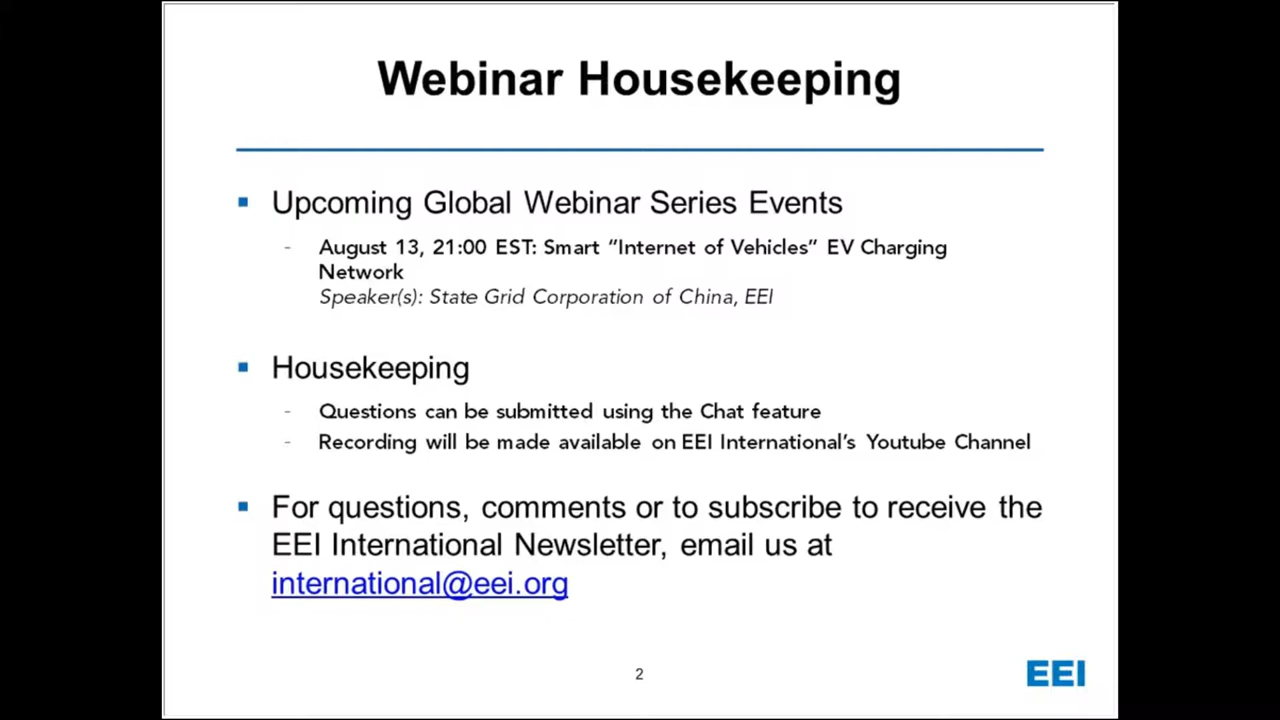 Webinar Housekeeping
▪ Upcoming Global Webinar Series Events
- August 13, 21:00 EST: Smart “Internet of Vehicles” EV Charging
Network
Speaker(s): State Grid Corporation of China, EEI
▪ Housekeeping
- Questions can be submitted using the Chat feature
- Recording will be made available on EEI International’s Youtube Channel
▪ For questions, comments or to subscribe to receive the
EEI International Newsletter, email us at
international@eei.org
2
EEI